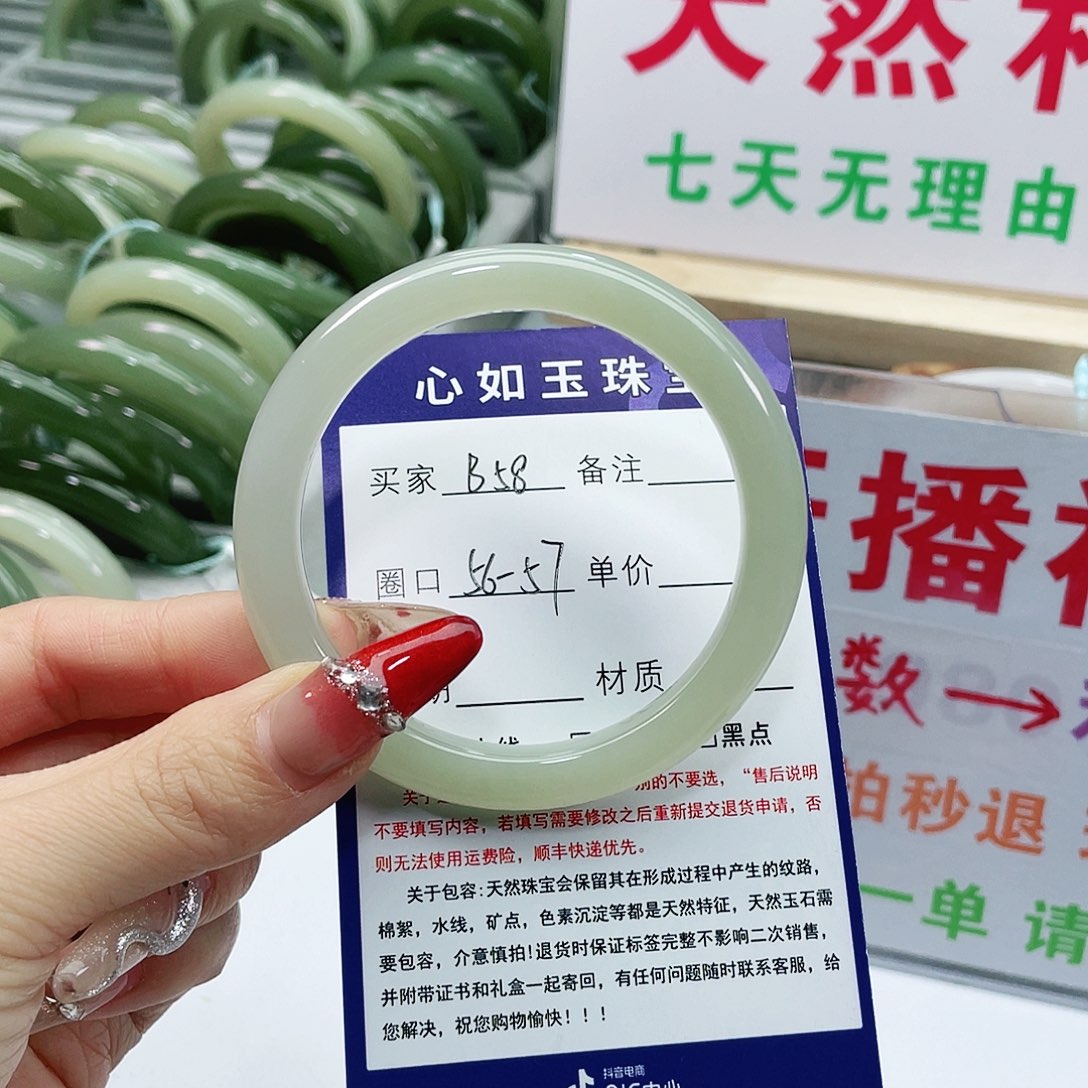 天然
七天无理由
心如玉珠宝
买家 B58 备注
圈口 56-57 单价
材质
黑点
播
数→
拍秒退
一单 请
别的不要选，“售后说明
不要填写内容，若填写需要修改之后重新提交退货申请，否
则无法使用运费险，顺丰快递优先。
关于包容:天然珠宝会保留其在形成过程中产生的纹路，
棉絮，水线，矿点，色素沉淀等都是天然特征，天然玉石需
要包容，介意慎拍!退货时保证标签完整不影响二次销售，
并附带证书和礼盒一起寄回，有任何问题随时联系客服，给
您解决，祝您购物愉快！！！
抖音电商